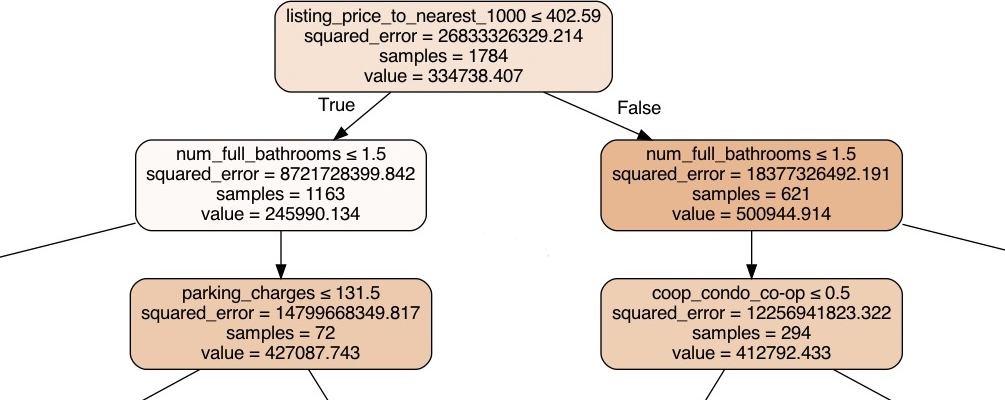 listing_price_to_nearest_1000 ≤ 402.59
squared_error = 26833326329.214
samples = 1784
value = 334738.407
True
False
num_full_bathrooms ≤ 1.5
squared_error = 8721728399.842
samples = 1163
value = 245990.134
num_full_bathrooms ≤ 1.5
squared_error = 18377326492.191
samples = 621
value = 500944.914
parking_charges ≤ 131.5
squared_error = 14799668349.817
samples = 72
value = 427087.743
coop_condo_co-op ≤ 0.5
squared_error = 12256941823.322
samples = 294
value = 412792.433